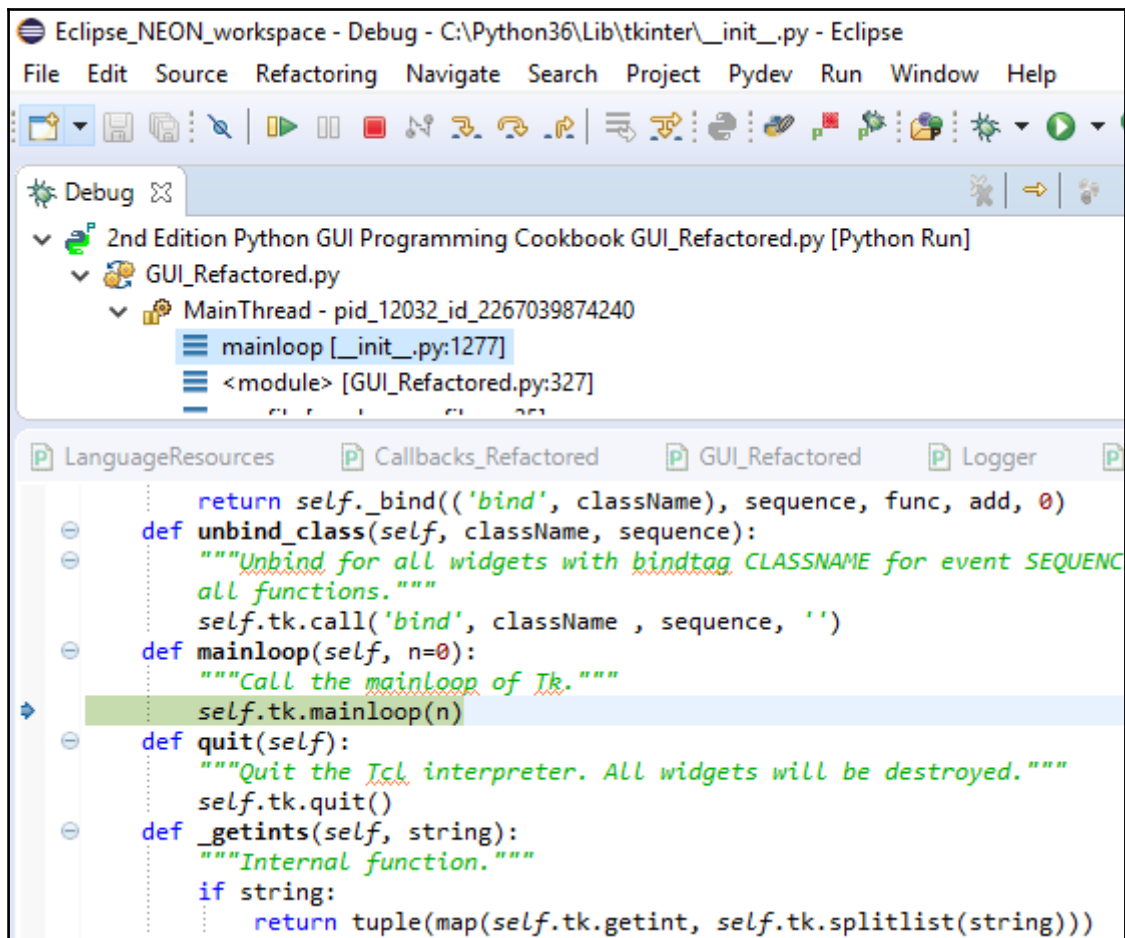 Eclipse_NEON_workspace - Debug - C:\Python36\Lib\tkinter\__init__.py - Eclipse
File Edit Source Refactoring Navigate Search Project Pydev Run Window Help
Debug
2nd Edition Python GUI Programming Cookbook GUI_Refactored.py [Python Run]
GUI_Refactored.py
MainThread - pid_12032_id_2267039874240
mainloop [__init__.py:1277]
<module> [GUI_Refactored.py:327]
LanguageResources Callbacks_Refactored GUI_Refactored Logger
return self._bind(('bind', className), sequence, func, add, 0)
def unbind_class(self, className, sequence):
"""Unbind for all widgets with bindtag CLASSNAME for event SEQUENC
all functions."""
self.tk.call('bind', className , sequence, '')
def mainloop(self, n=0):
"""Call the mainloop of Tk."""
self.tk.mainloop(n)
def quit(self):
"""Quit the Tcl interpreter. All widgets will be destroyed."""
self.tk.quit()
def _getints(self, string):
"""Internal function."""
if string:
return tuple(map(self.tk.getint, self.tk.splitlist(string)))